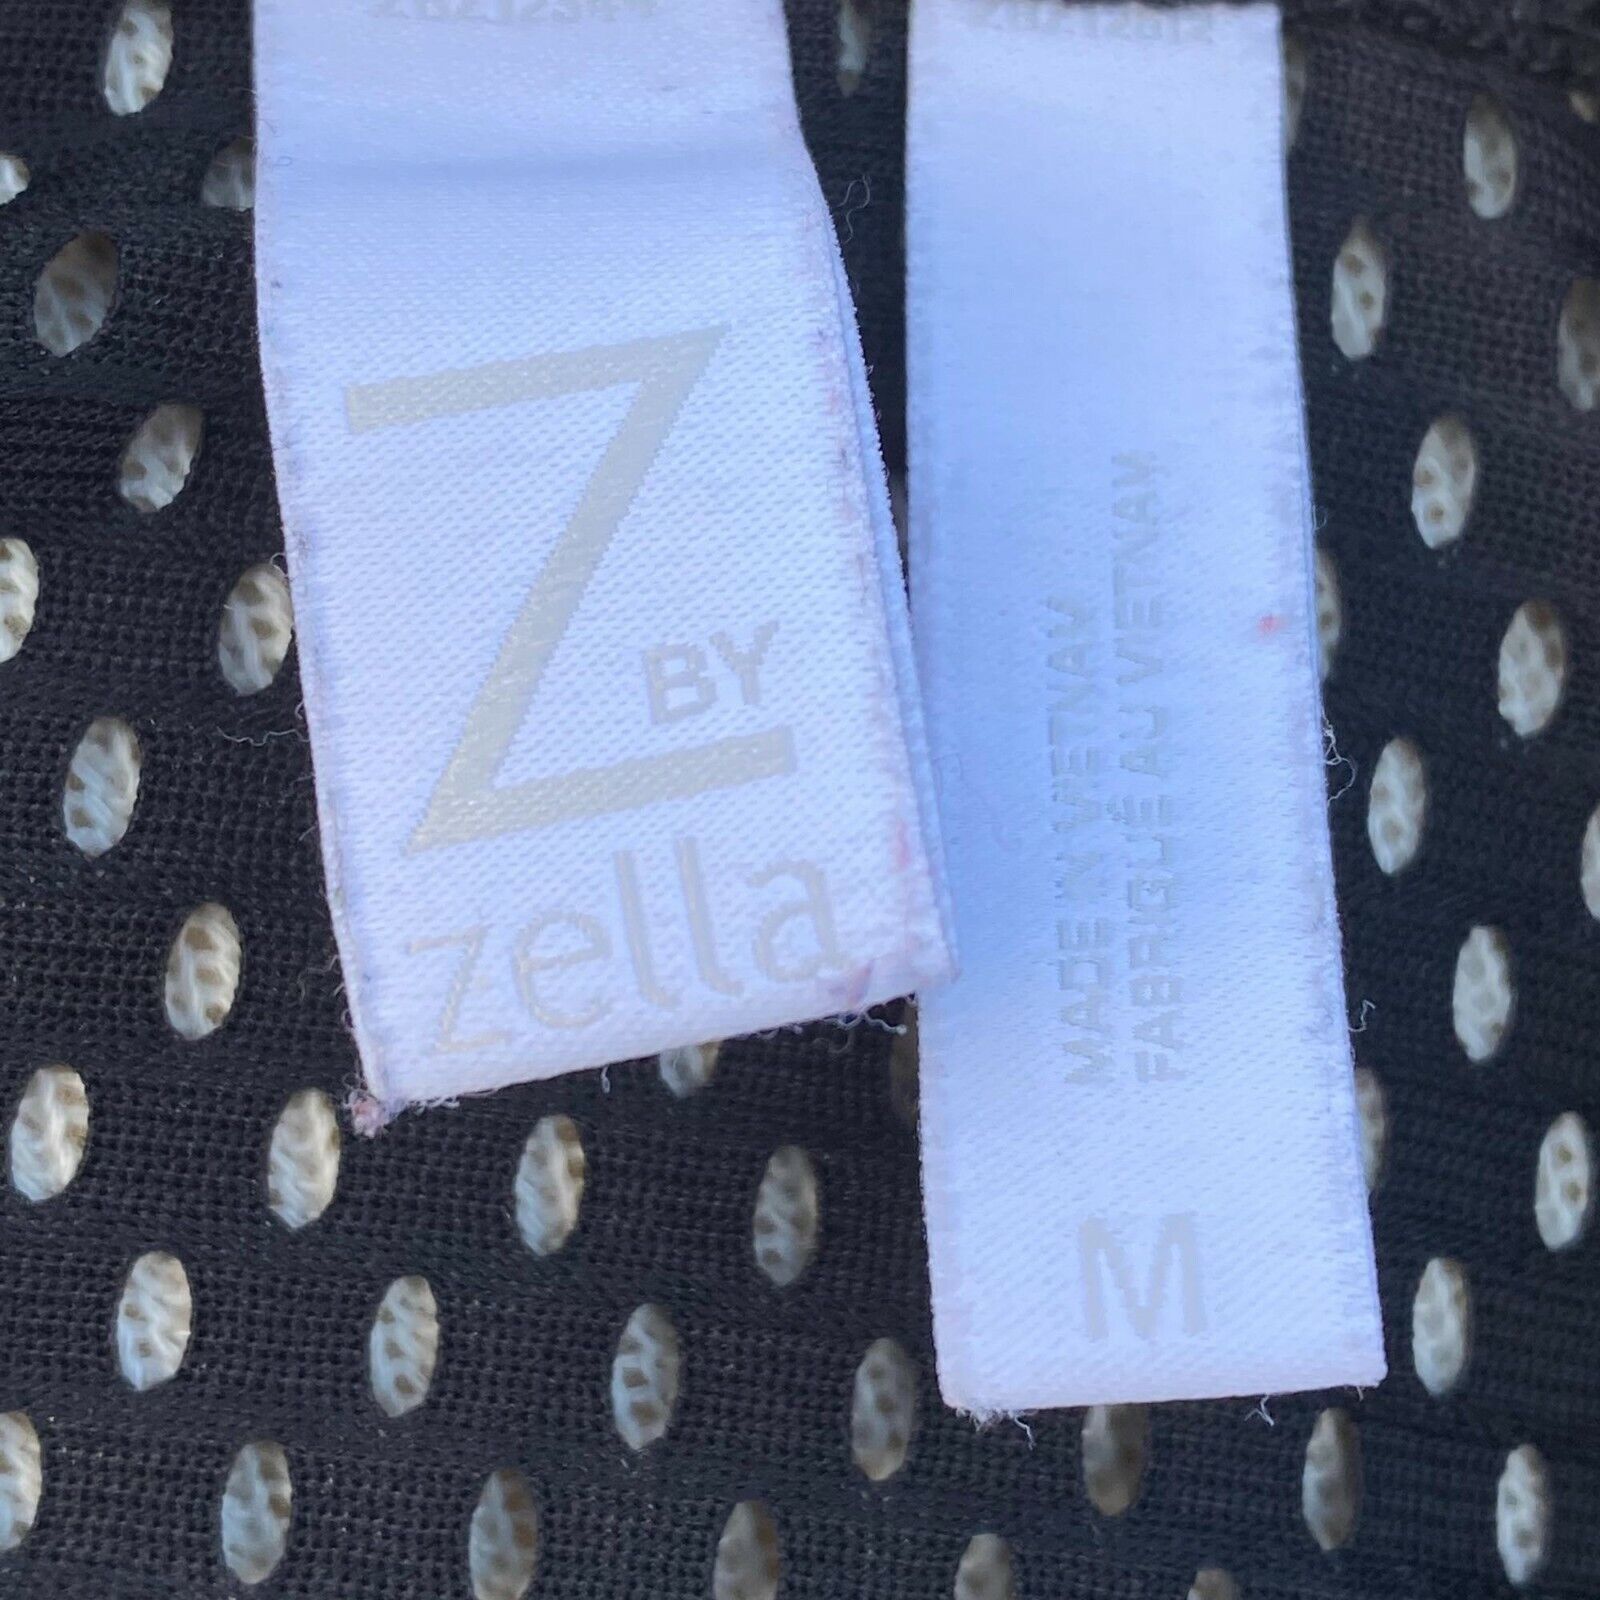 Z BY
zella
MADE IN VIETNAM
FABRIQUÉ AU VIETNAM
M